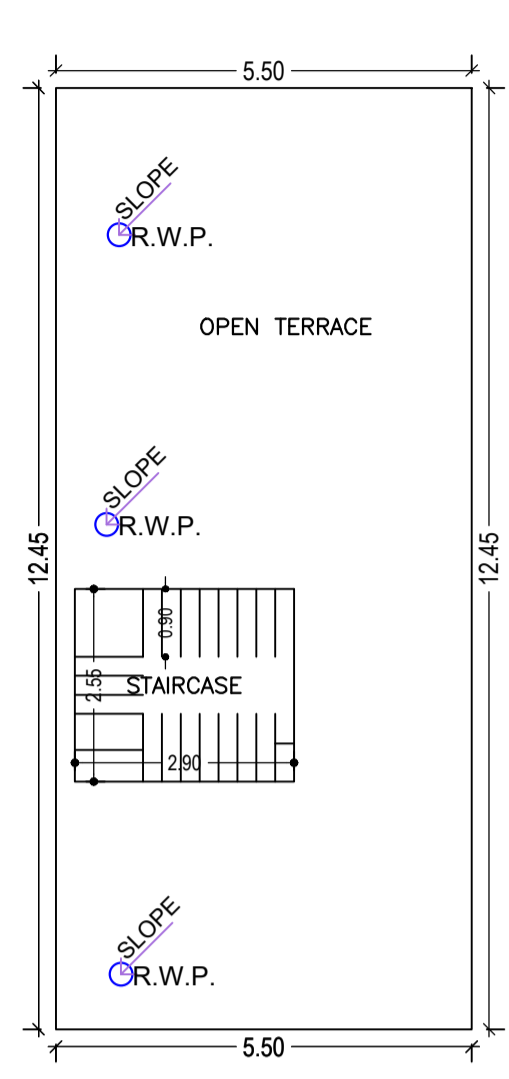 5.50
SLOPE
R.W.P.
OPEN TERRACE
SLOPE
R.W.P.
12.45
12.45
0.90
2.55
STAIRCASE
2.90
SLOPE
R.W.P.
5.50